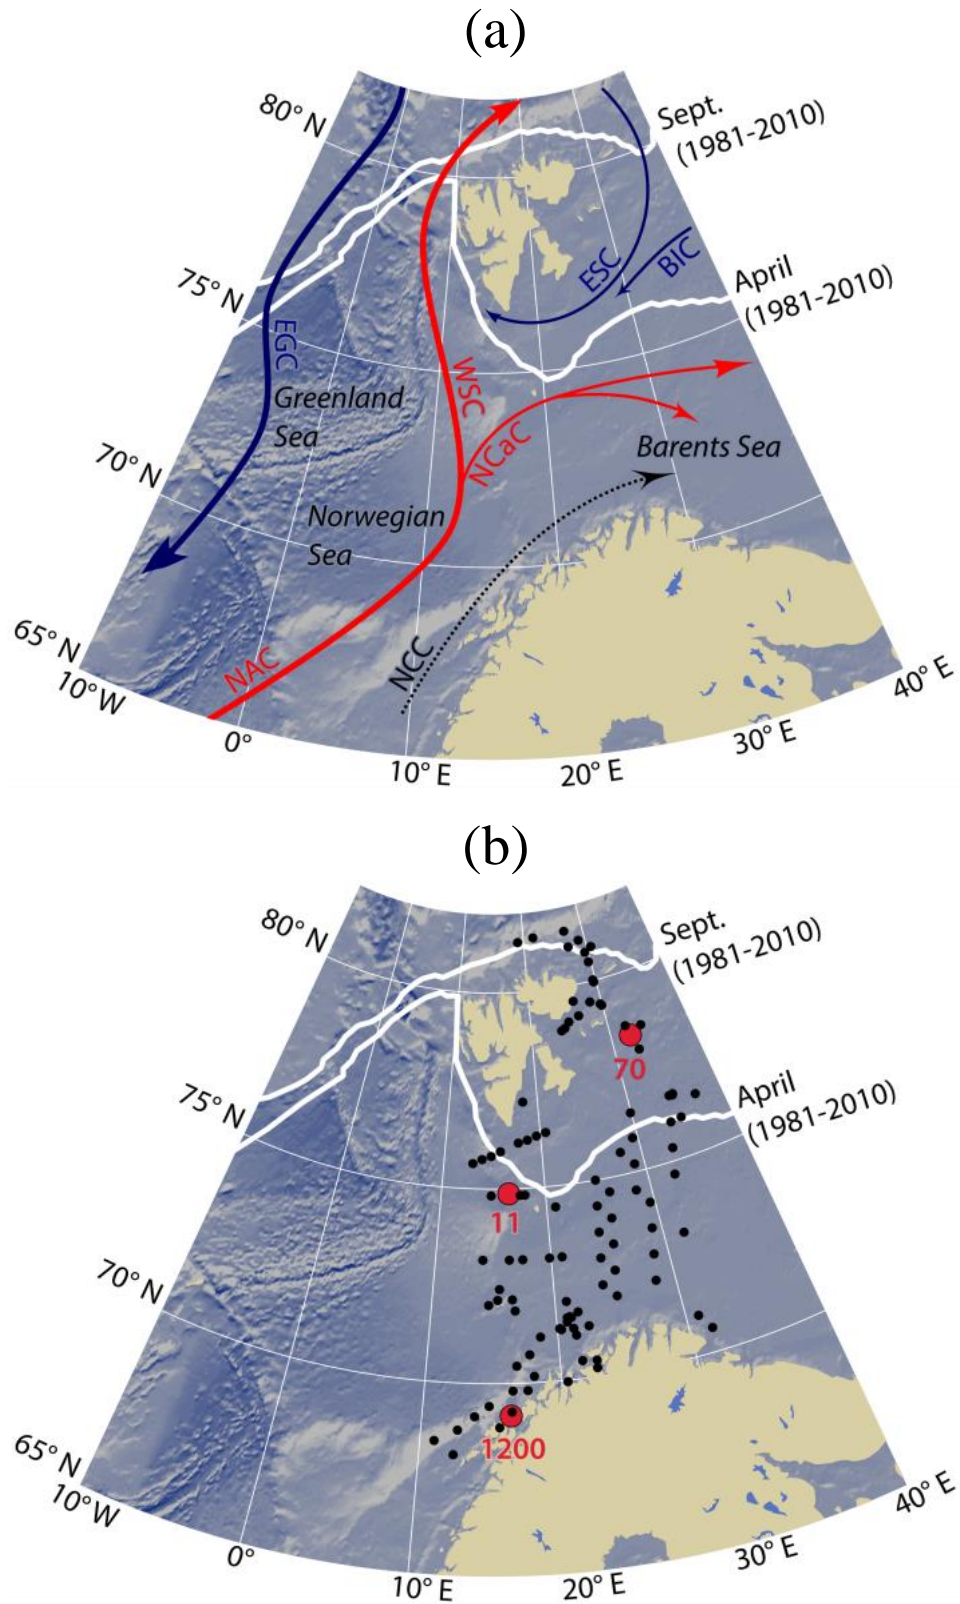 (a)
80° N
Sept.
(1981-2010)
ESC
BIC
75° N
April
(1981-2010)
EGC
WSC
Greenland
Sea
NCaC
Barents Sea
70° N
Norwegian
Sea
65° N
NAC
NCC
10°W
0°
10° E
20° E
30° E
40° E
(b)
80° N
Sept.
(1981-2010)
70
75° N
April
(1981-2010)
11
70° N
1200
65° N
10°W
0°
10° E
20° E
30° E
40° E